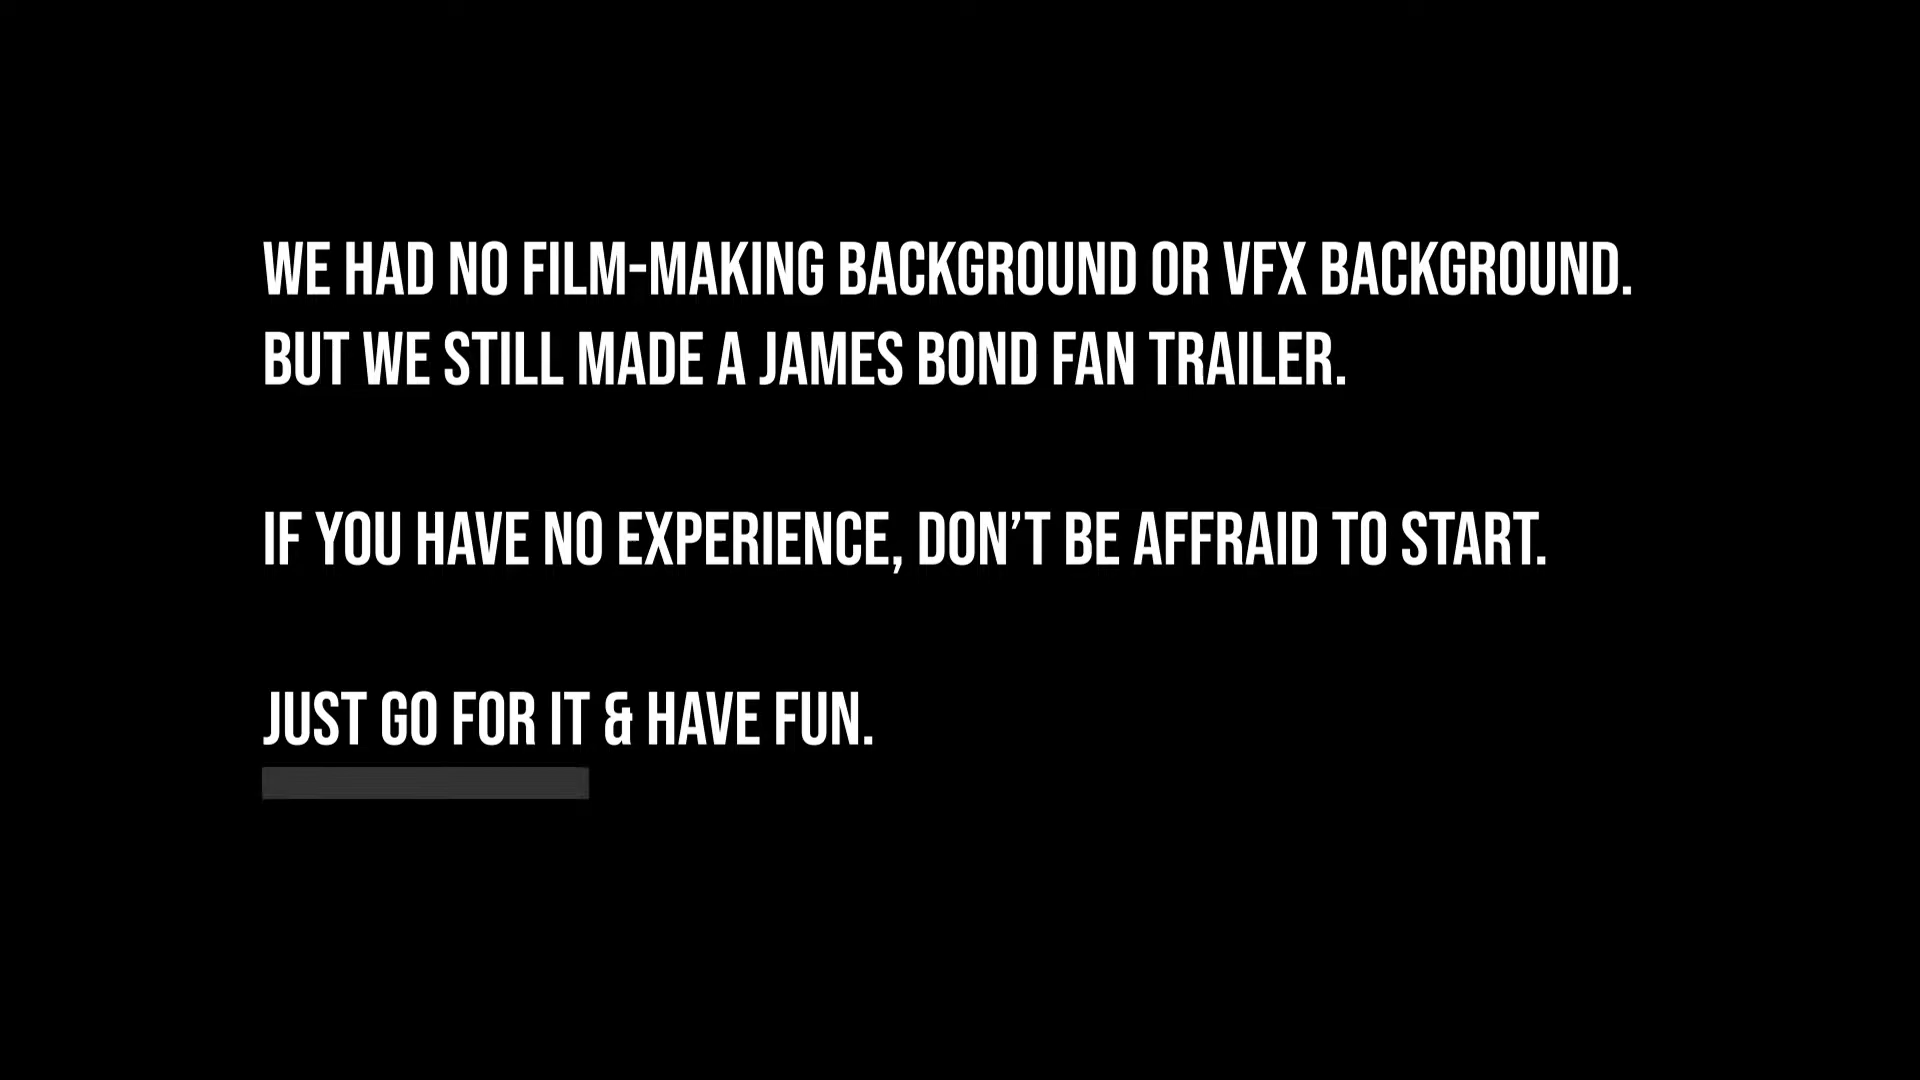 WE HAD NO FILM-MAKING BACKGROUND OR VFX BACKGROUND.
BUT WE STILL MADE A JAMES BOND FAN TRAILER.
IF YOU HAVE NO EXPERIENCE, DON’T BE AFFRAID TO START.
JUST GO FOR IT & HAVE FUN.